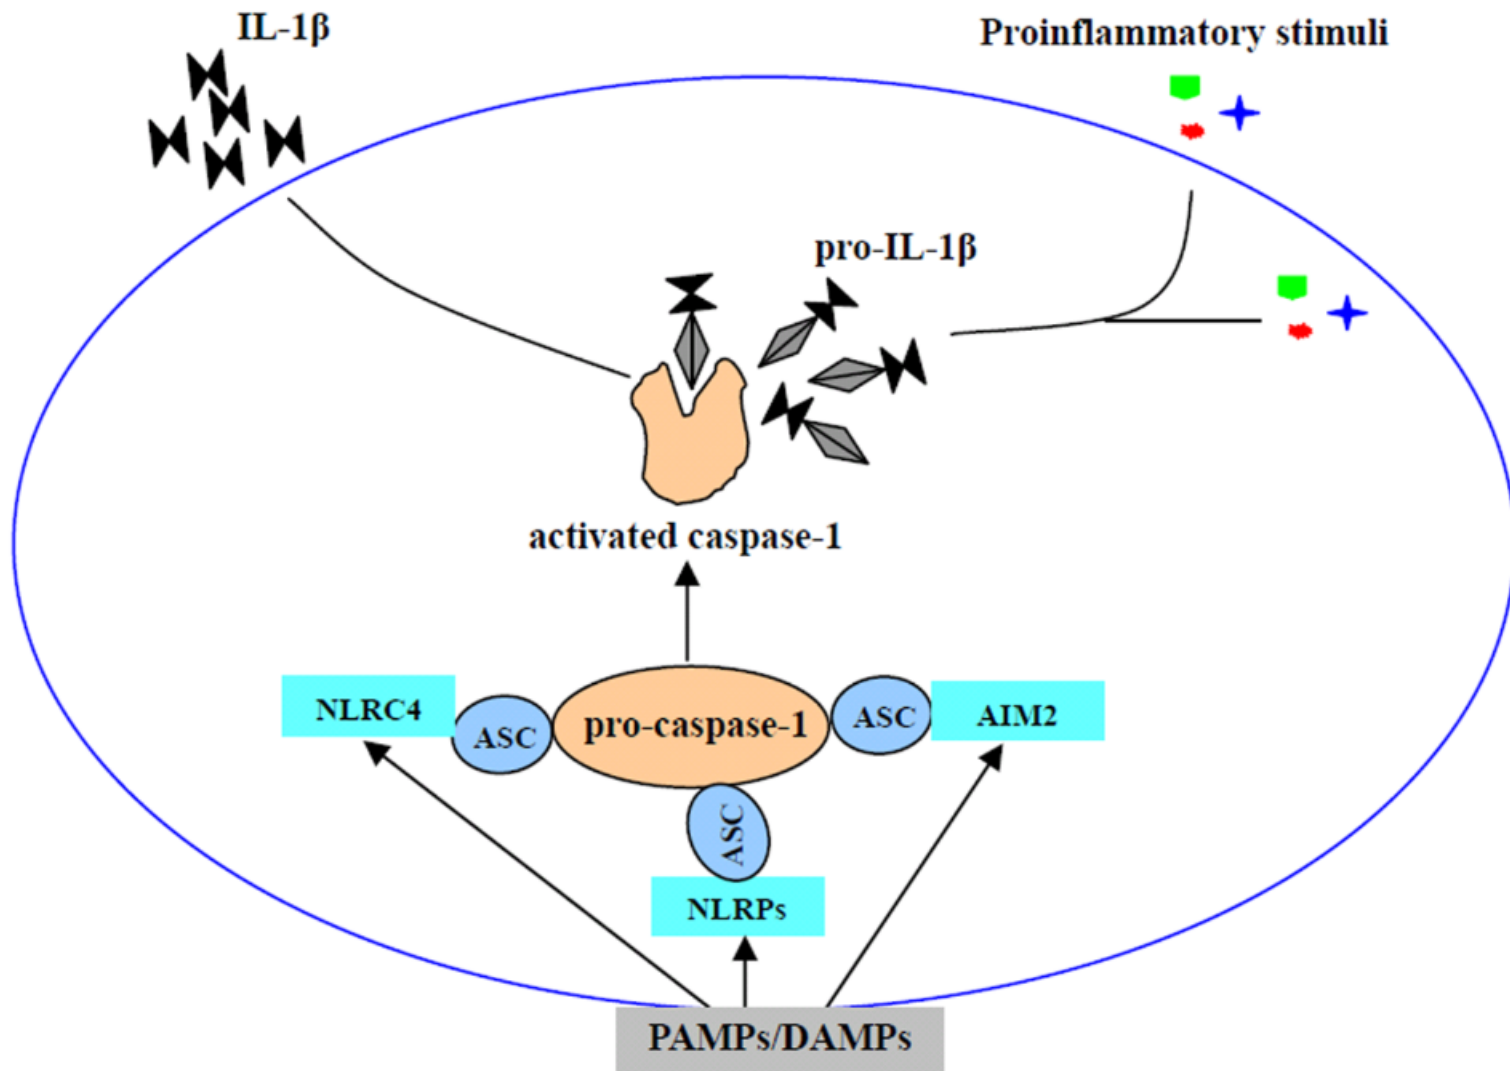 IL-1β
Proinflammatory stimuli
pro-IL-1β
activated caspase-1
NLRC4
ASC
pro-caspase-1
ASC
AIM2
ASC
NLRPs
PAMPs/DAMPs